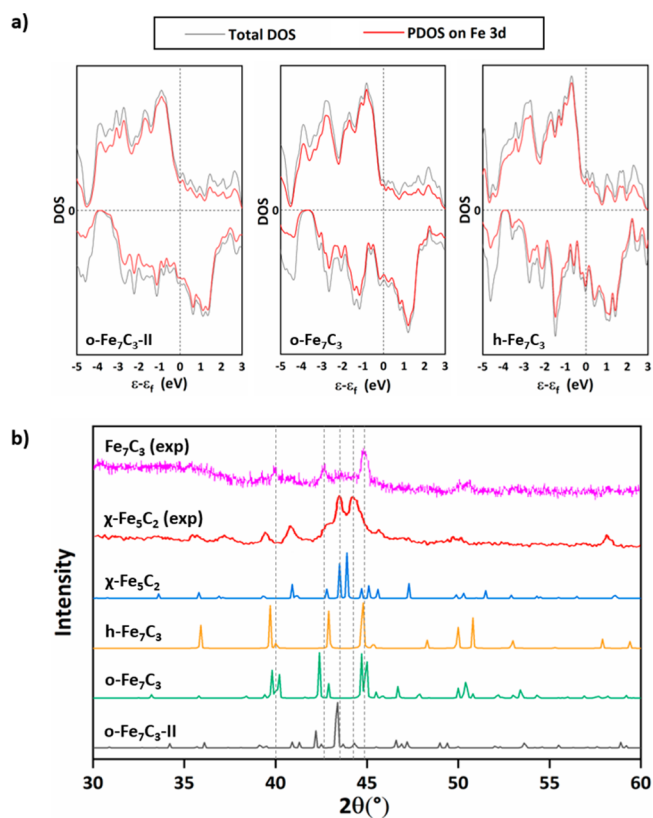 a)
Total DOS PDOS on Fe 3d
DOS DOS DOS
0 0 0
o-Fe₇C₃-II o-Fe₇C₃ h-Fe₇C₃
-5 -4 -3 -2 -1 0 1 2 3 -5 -4 -3 -2 -1 0 1 2 3 -5 -4 -3 -2 -1 0 1 2 3
ε-εf (eV) ε-εf (eV) ε-εf (eV)
b)
Fe₇C₃ (exp)
χ-Fe₅C₂ (exp)
χ-Fe₅C₂
h-Fe₇C₃
o-Fe₇C₃
o-Fe₇C₃-II
Intensity
30 35 40 45 50 55 60
2θ(°)